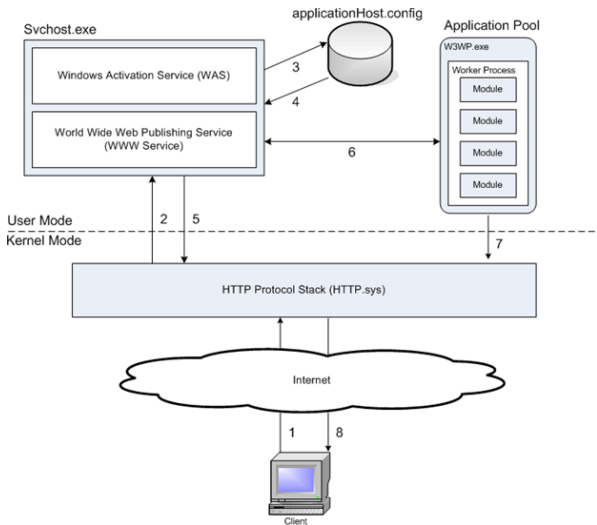 applicationHost.config
Svchost.exe
Application Pool
W3WP.exe
Windows Activation Service (WAS)
3
4
Worker Process
Module
Module
Module
Module
World Wide Web Publishing Service
(WWW Service)
6
User Mode
2
5
Kernel Mode
7
HTTP Protocol Stack (HTTP.sys)
Internet
1
8
Client